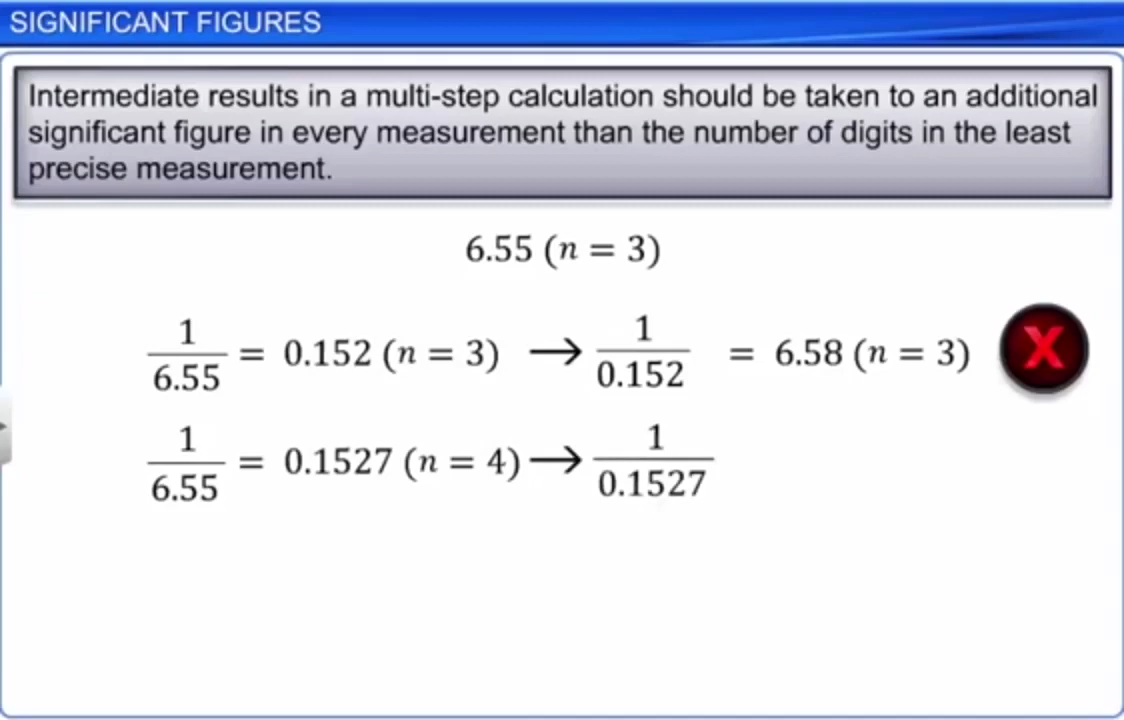 SIGNIFICANT FIGURES
Intermediate results in a multi-step calculation should be taken to an additional
significant figure in every measurement than the number of digits in the least
precise measurement.
6.55 (n = 3)
1/6.55 = 0.152 (n = 3) → 1/0.152 = 6.58 (n = 3) X
1/6.55 = 0.1527 (n = 4) → 1/0.1527